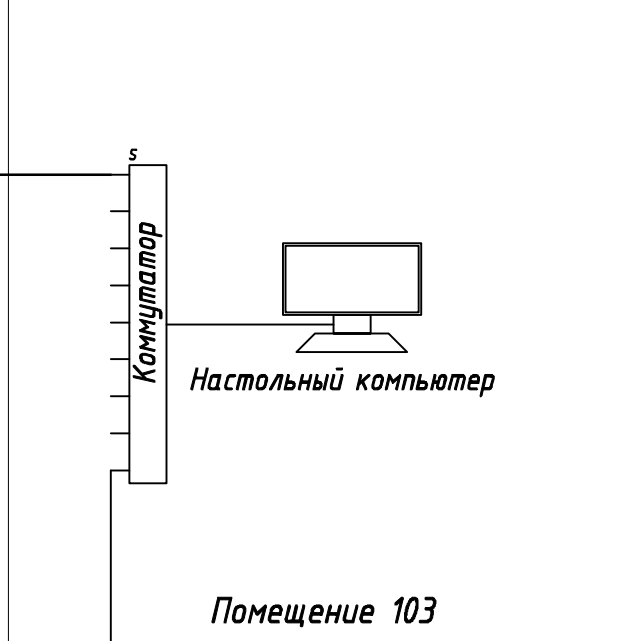 s
Коммутатор
Настольный компьютер
Помещение 103